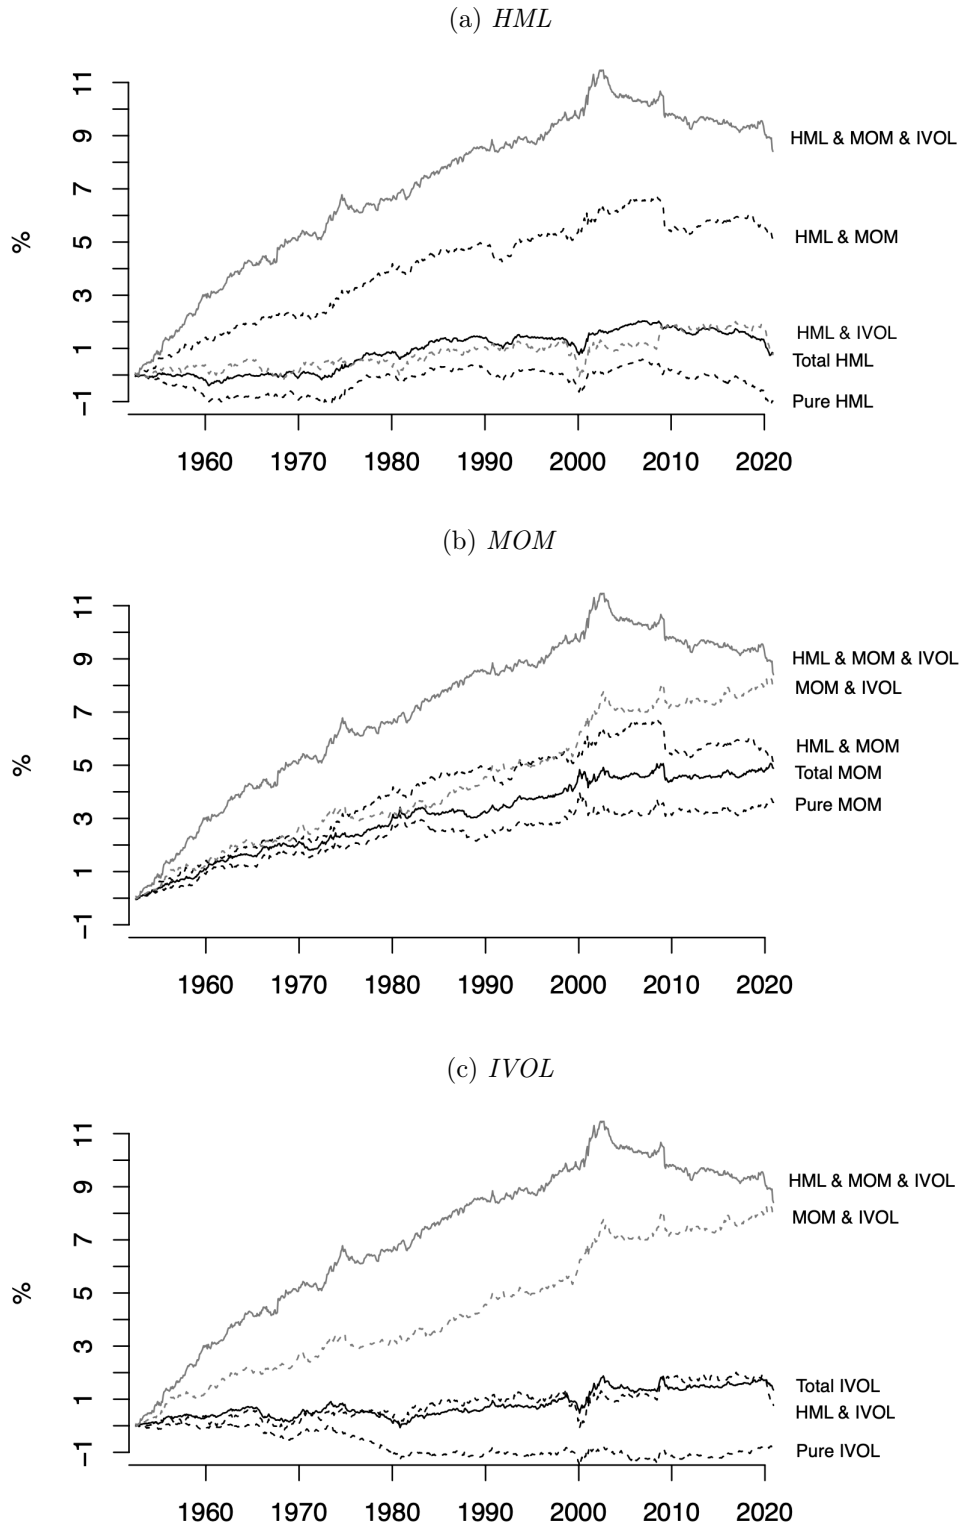 (a) HML
%
11
9
7
5
3
1
−1
HML & MOM & IVOL
HML & MOM
HML & IVOL
Total HML
Pure HML
1960 1970 1980 1990 2000 2010 2020
(b) MOM
%
11
9
7
5
3
1
−1
HML & MOM & IVOL
MOM & IVOL
HML & MOM
Total MOM
Pure MOM
1960 1970 1980 1990 2000 2010 2020
(c) IVOL
%
11
9
7
5
3
1
−1
HML & MOM & IVOL
MOM & IVOL
Total IVOL
HML & IVOL
Pure IVOL
1960 1970 1980 1990 2000 2010 2020